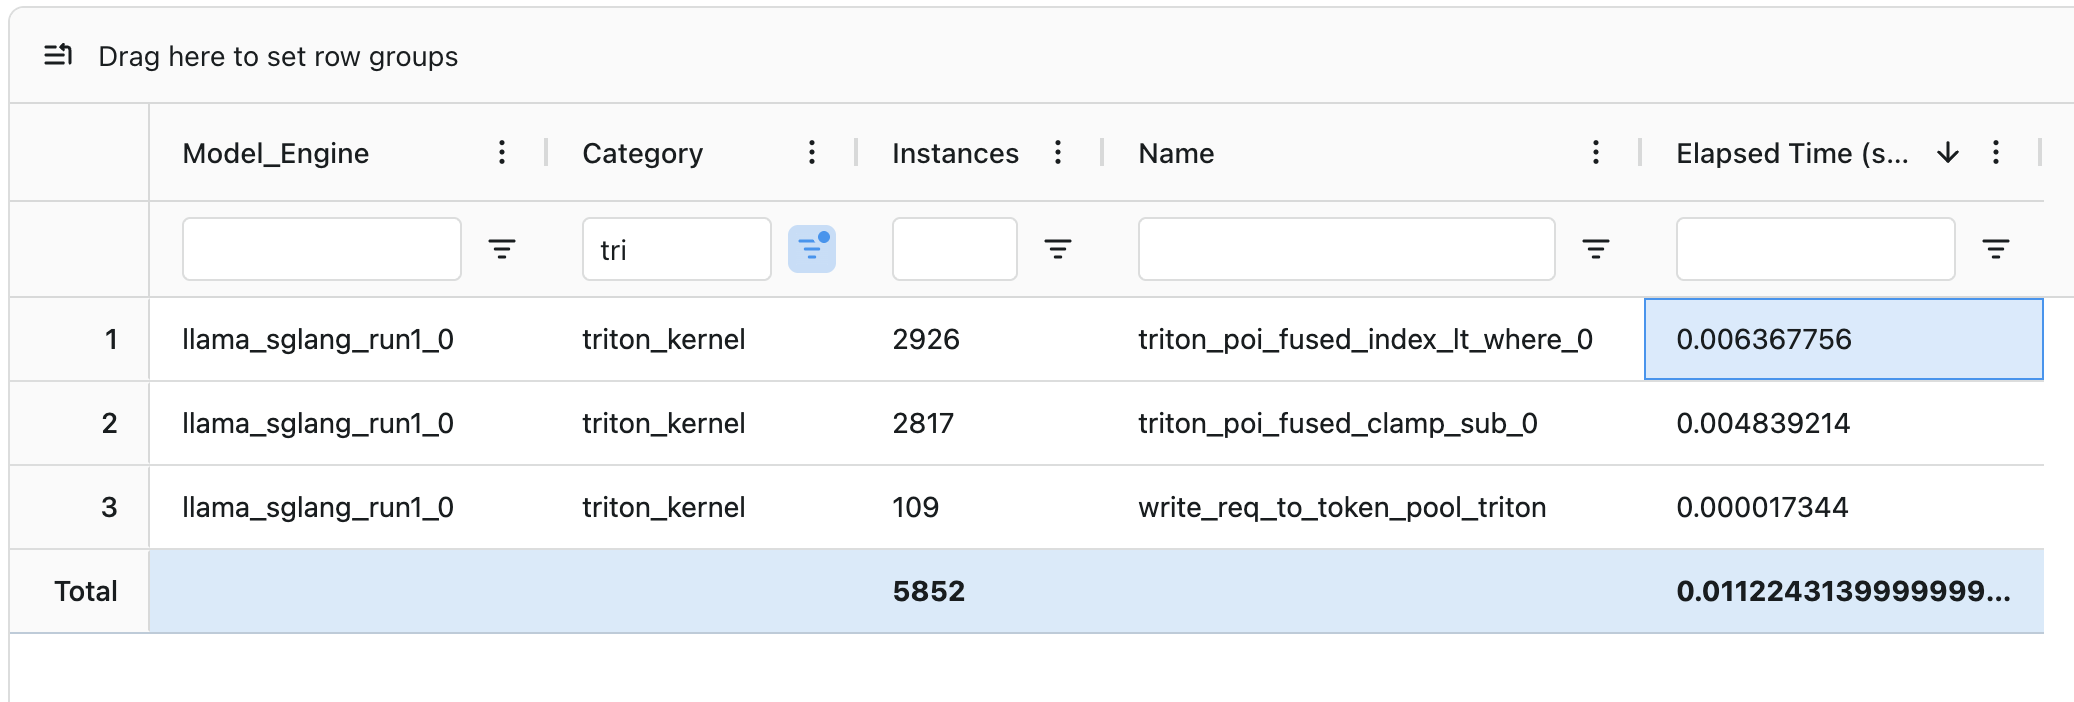 Drag here to set row groups
Model_Engine Category Instances Name Elapsed Time (s...
tri
1 llama_sglang_run1_0 triton_kernel 2926 triton_poi_fused_index_lt_where_0 0.006367756
2 llama_sglang_run1_0 triton_kernel 2817 triton_poi_fused_clamp_sub_0 0.004839214
3 llama_sglang_run1_0 triton_kernel 109 write_req_to_token_pool_triton 0.000017344
Total 5852 0.0112243139999999...